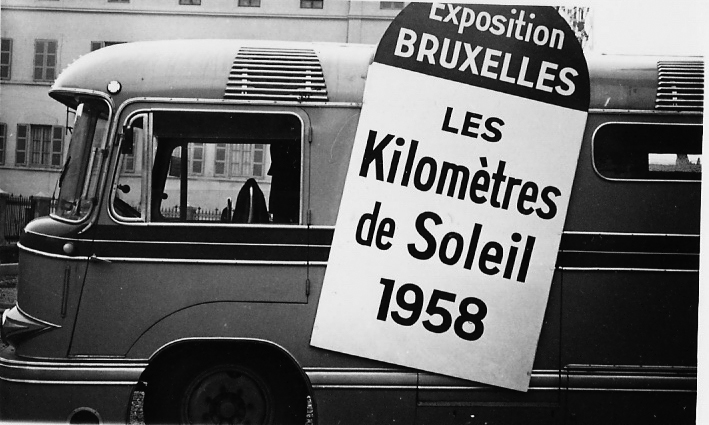 Exposition
BRUXELLES
LES
Kilomètres
de Soleil
1958